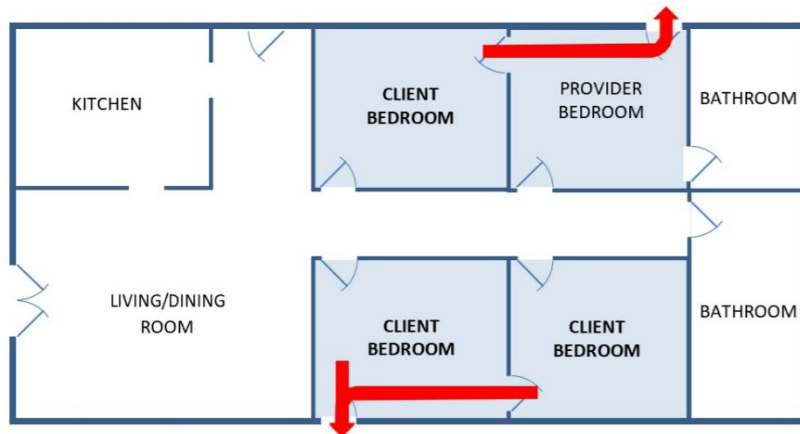 KITCHEN
CLIENT
BEDROOM
PROVIDER
BEDROOM
BATHROOM
LIVING/DINING
ROOM
CLIENT
BEDROOM
CLIENT
BEDROOM
BATHROOM